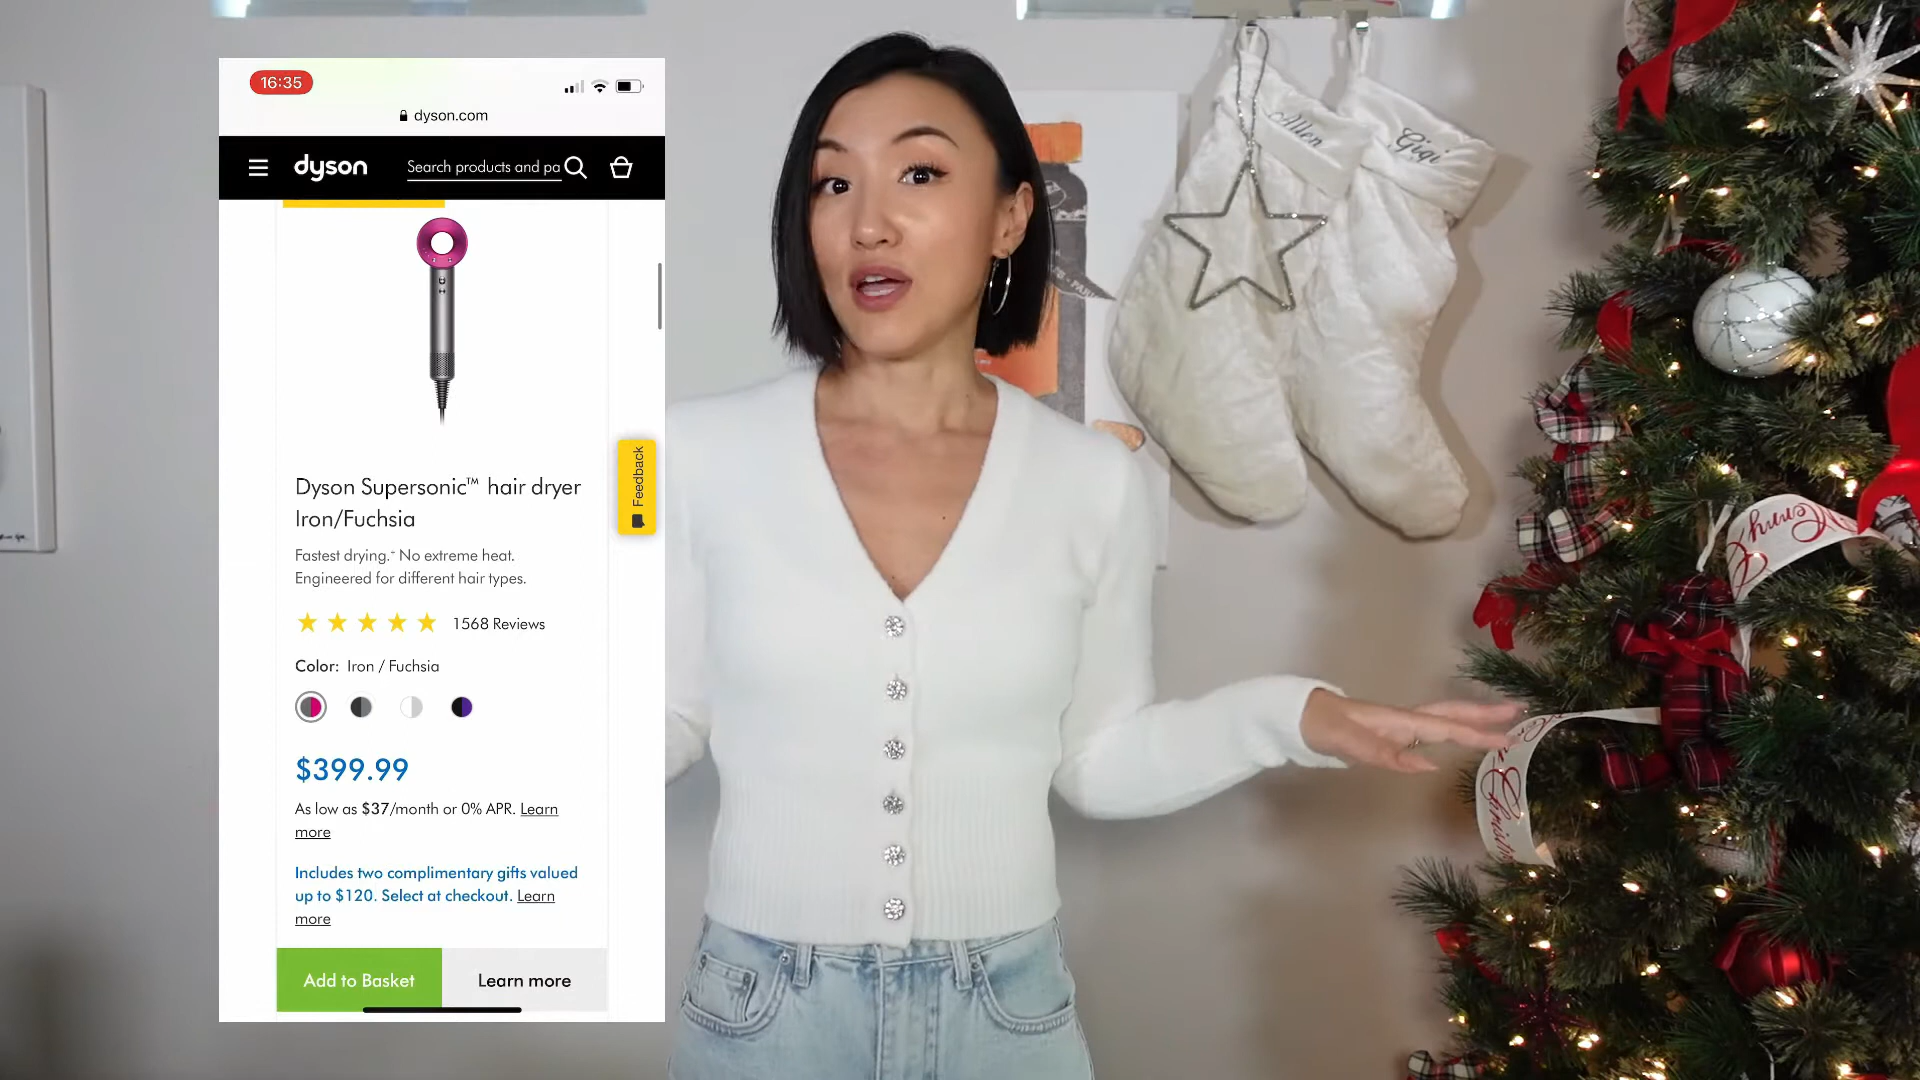 16:35
dyson.com
dyson
Search products and pa
Dyson Supersonic™ hair dryer
Iron/Fuchsia
Fastest drying.⁺ No extreme heat.
Engineered for different hair types.
1568 Reviews
Color: Iron / Fuchsia
$399.99
As low as $37/month or 0% APR. Learn
more
Includes two complimentary gifts valued
up to $120. Select at checkout. Learn
more
Add to Basket
Learn more
Feedback
Allen
Gigi